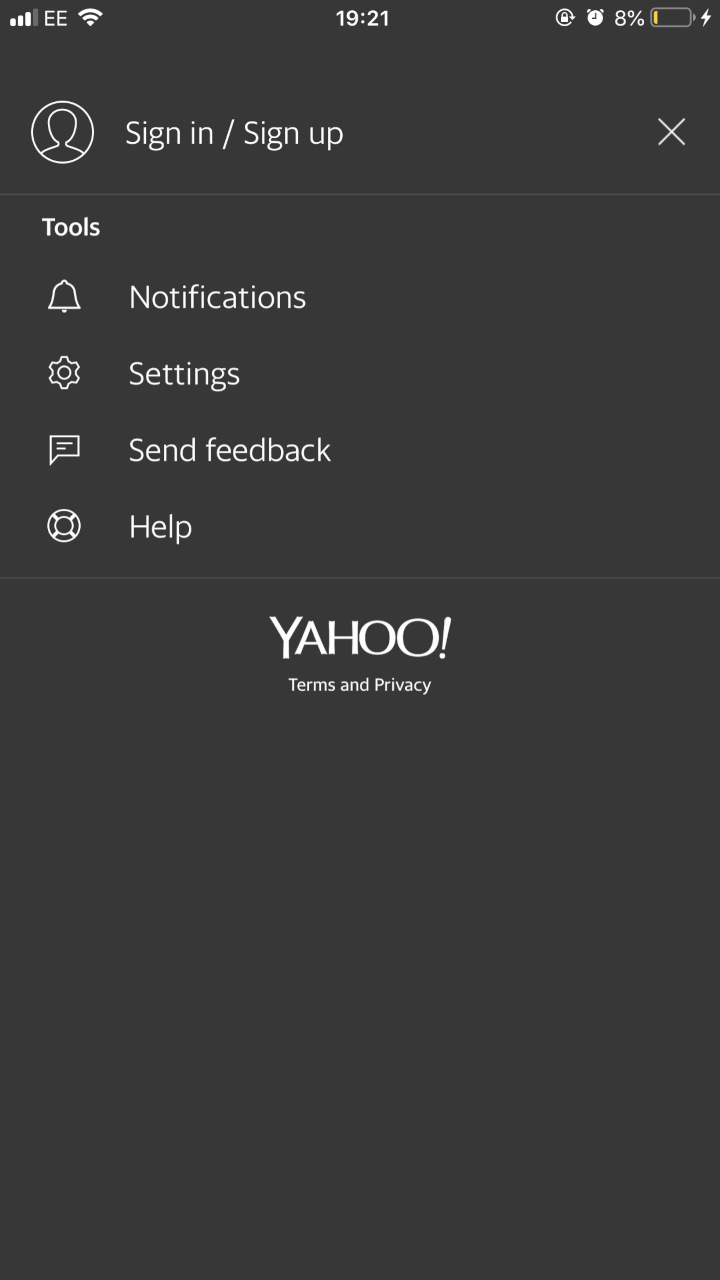 EE 19:21 8%
Sign in / Sign up
Tools
Notifications
Settings
Send feedback
Help
YAHOO!
Terms and Privacy